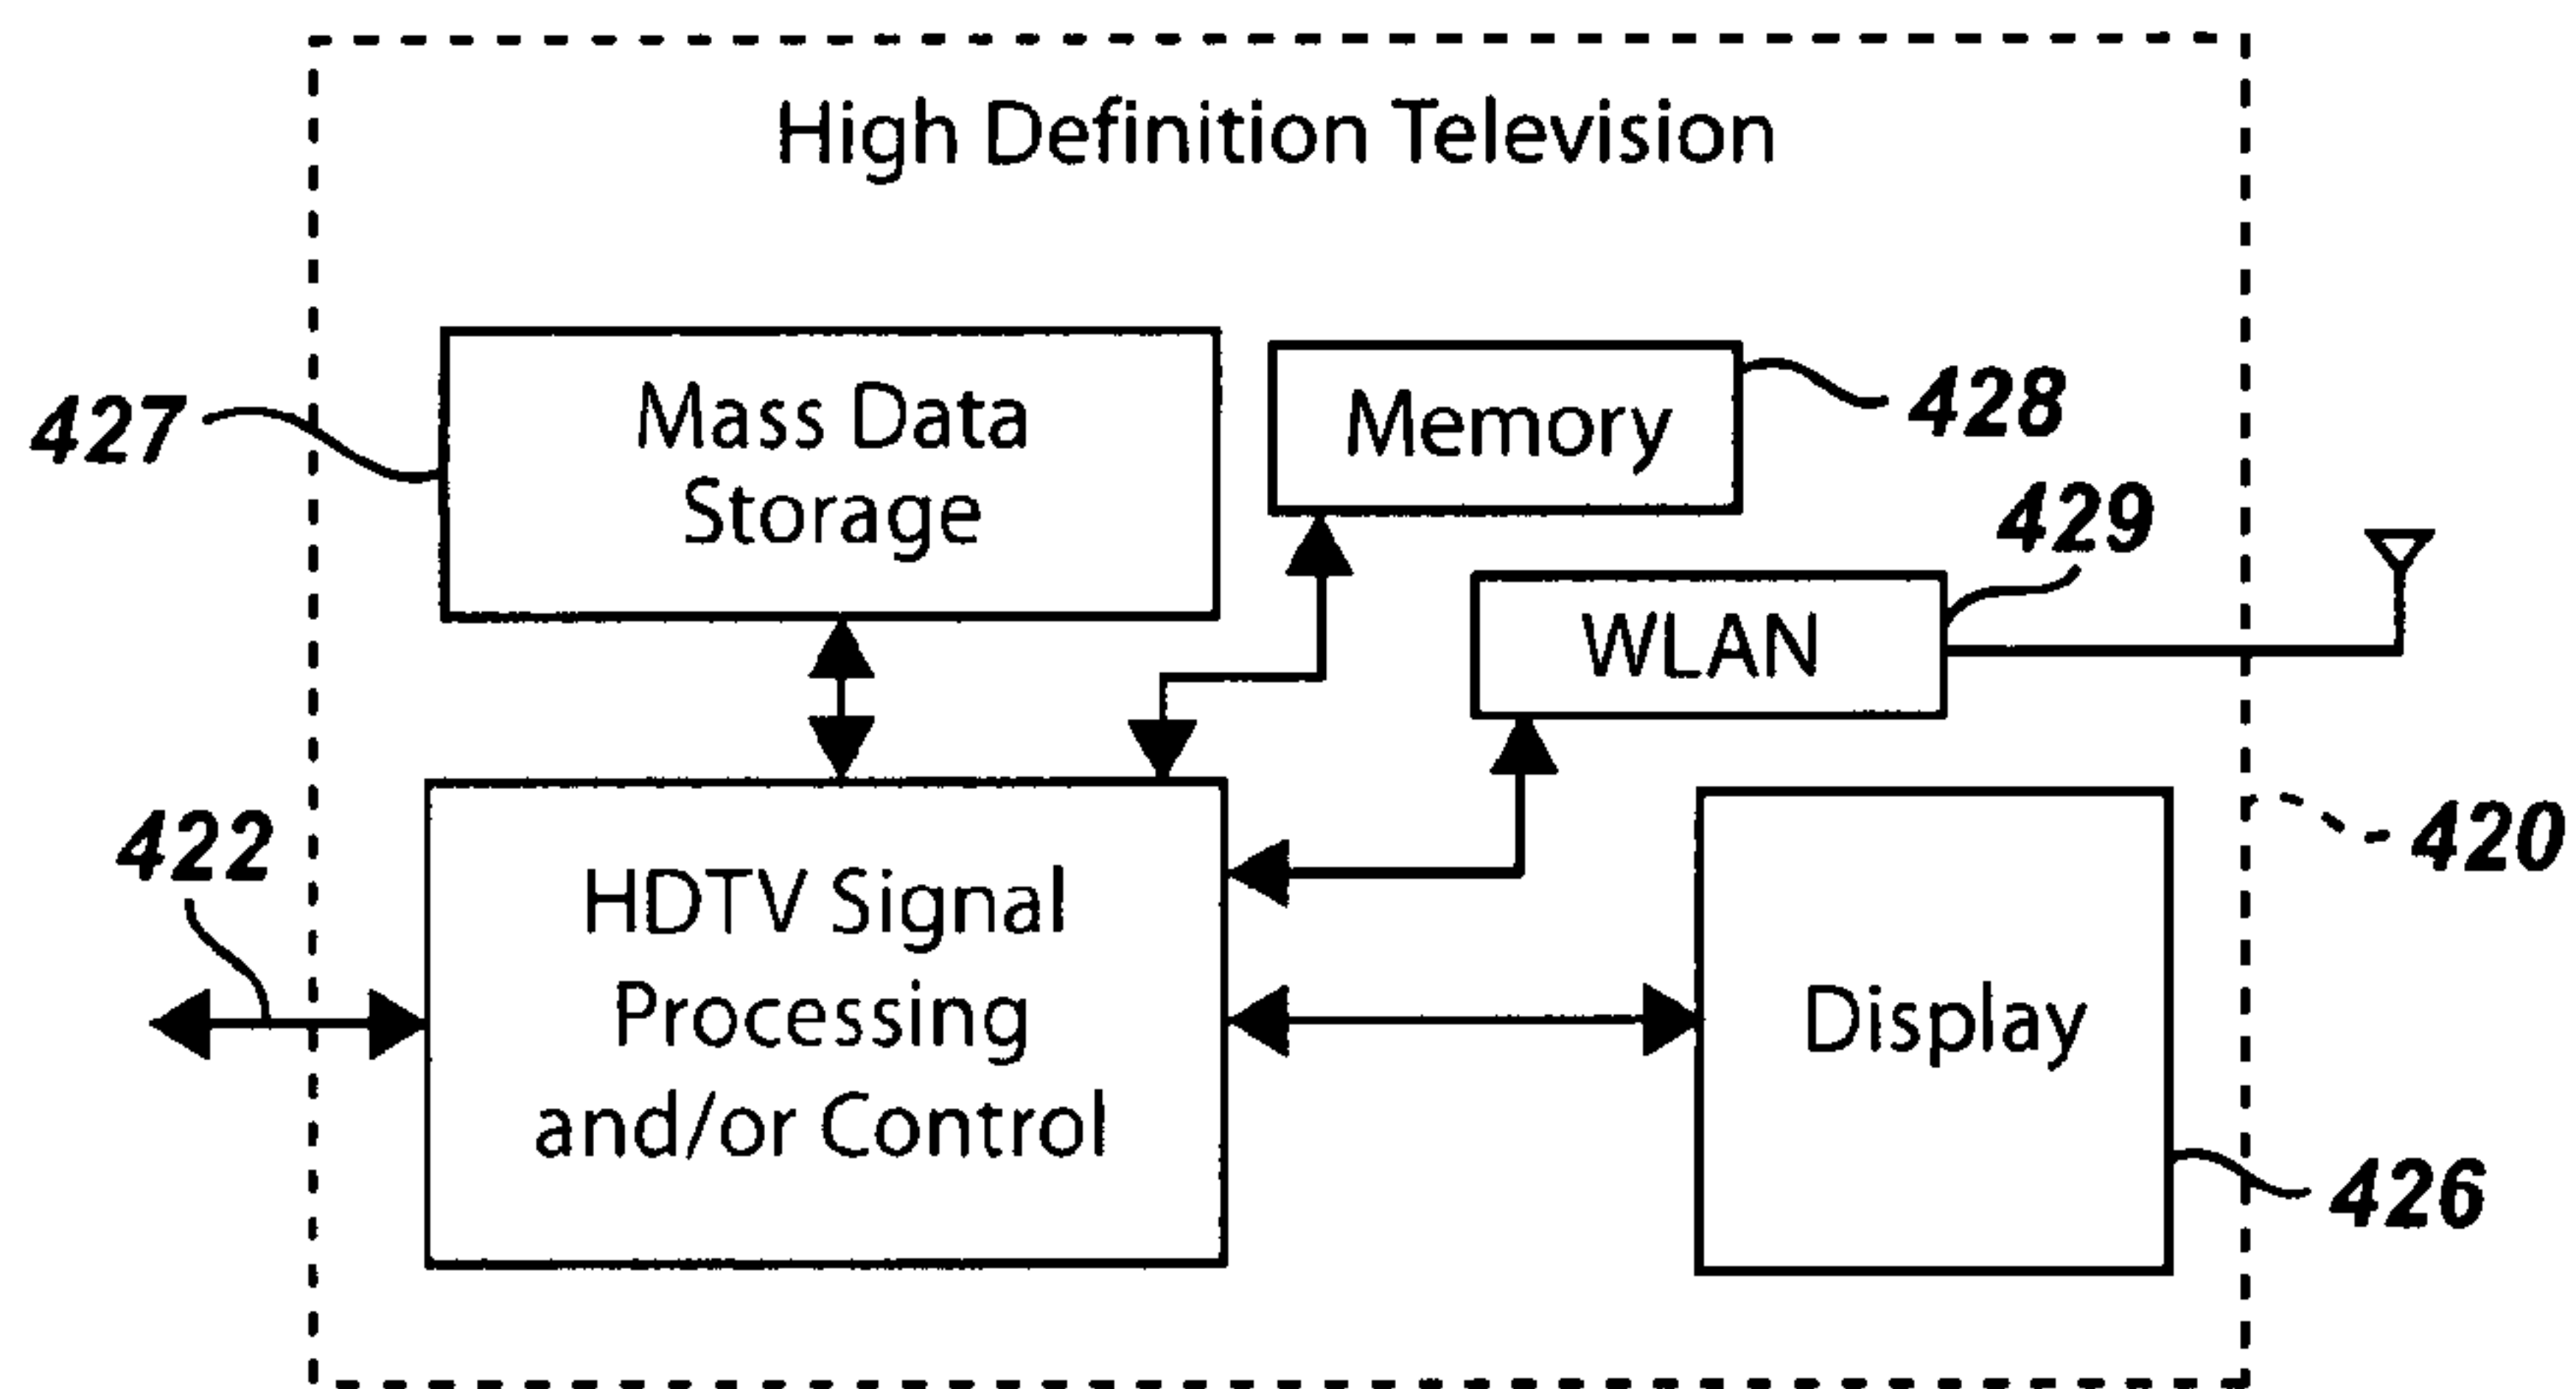 High Definition Television
Mass Data
Storage
427
Memory
428
429
WLAN
422
HDTV Signal
Processing
and/or Control
420
Display
426